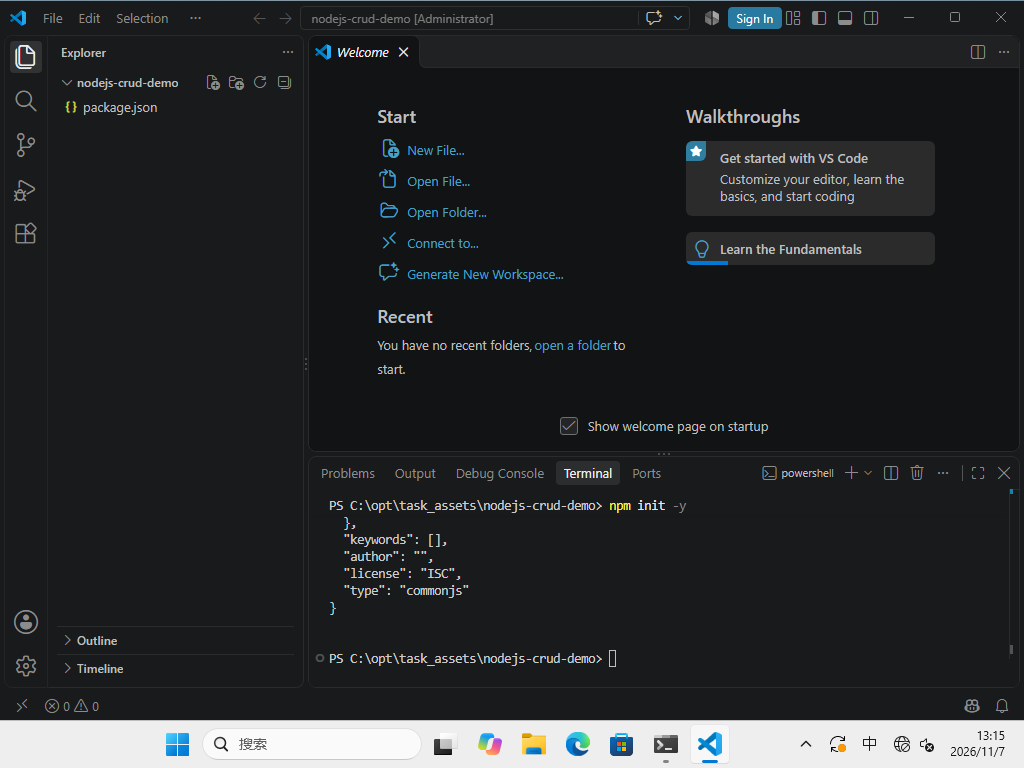 File Edit Selection ··· nodejs-crud-demo [Administrator] Sign In
Explorer
nodejs-crud-demo
{} package.json
Outline
Timeline
Welcome
Start
New File...
Open File...
Open Folder...
Connect to...
Generate New Workspace...
Recent
You have no recent folders, open a folder to
start.
Walkthroughs
Get started with VS Code
Customize your editor, learn the
basics, and start coding
Learn the Fundamentals
Show welcome page on startup
Problems Output Debug Console Terminal Ports powershell
PS C:\opt\task_assets\nodejs-crud-demo> npm init -y
},
"keywords": [],
"author": "",
"license": "ISC",
"type": "commonjs"
}
PS C:\opt\task_assets\nodejs-crud-demo>
0 0
搜索
中
13:15
2026/11/7